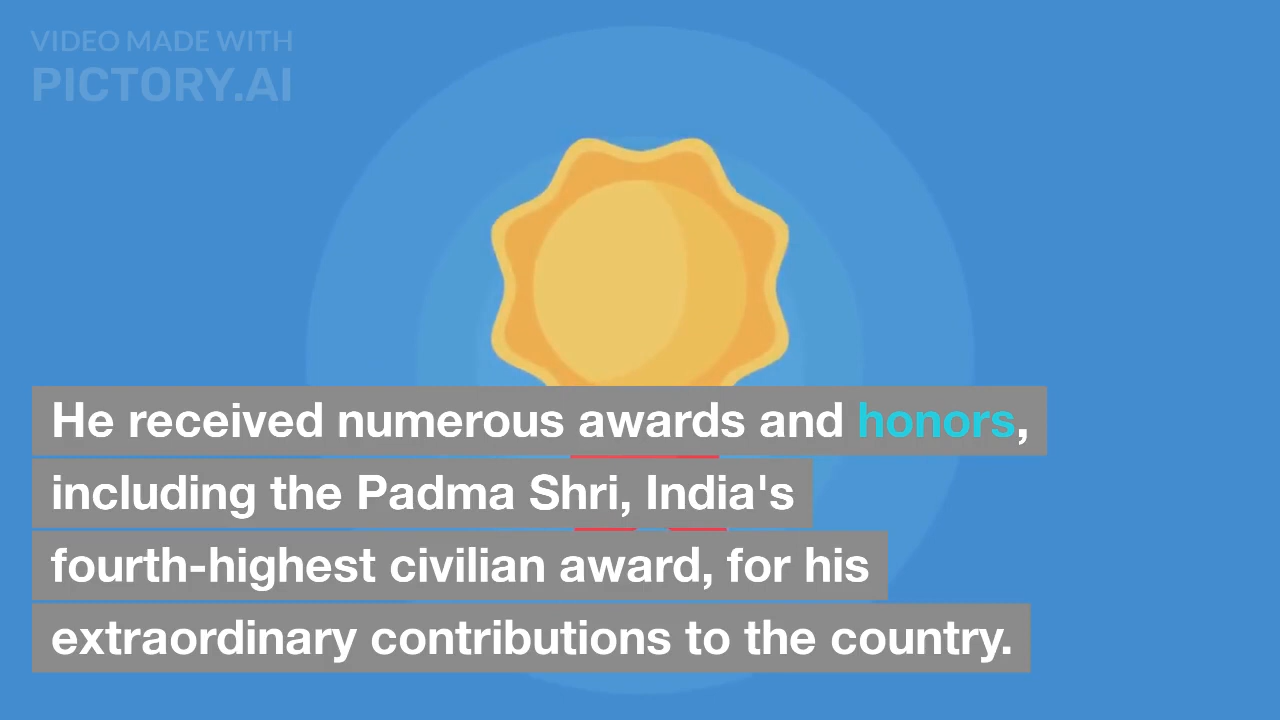 VIDEO MADE WITH
PICTORY.AI
He received numerous awards and honors,
including the Padma Shri, India's
fourth-highest civilian award, for his
extraordinary contributions to the country.